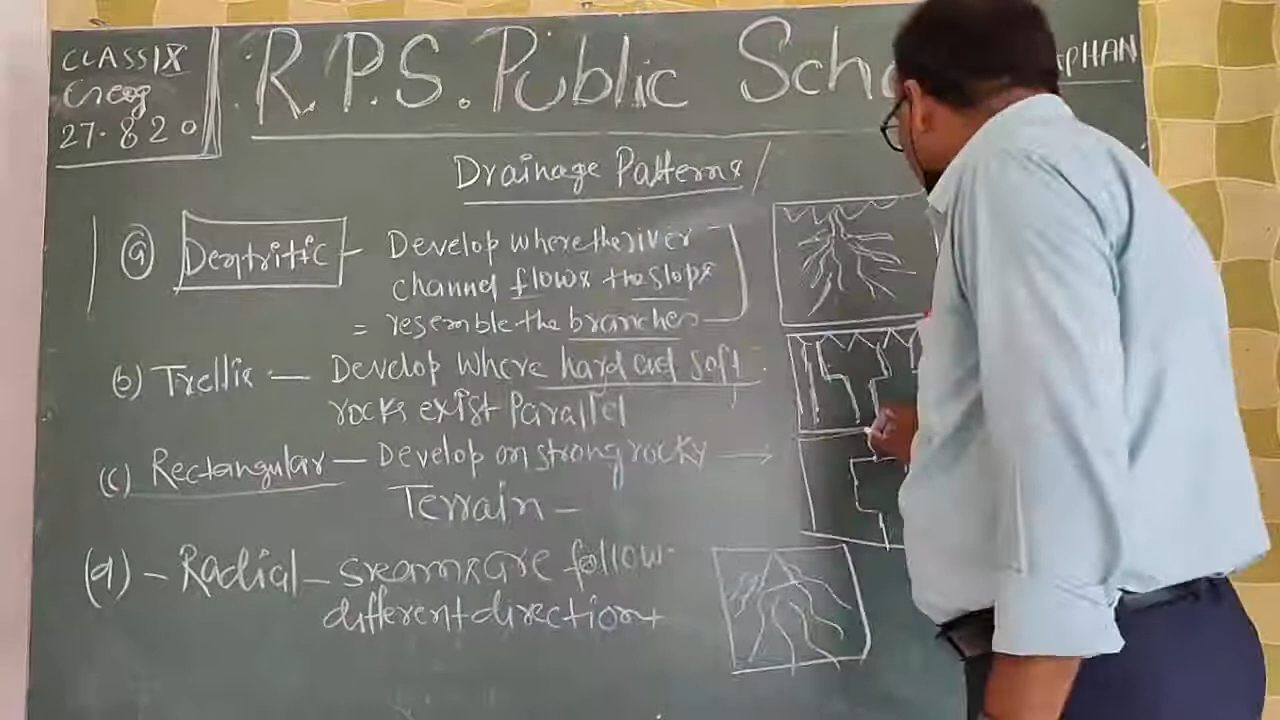 CLASS IX
Geog
27.8 20
R.P.S. Public Scho
PHAN
Drainage Patterns
(a) Dentritic - Develop where the river
channel flows the slope
= resemble the branches
(b) Trellis - Develop where hard and soft
rocks exist Parallel
(c) Rectangular - Develop on strong rocky
Terrain -
(d) - Radial - streams are follow
different direction